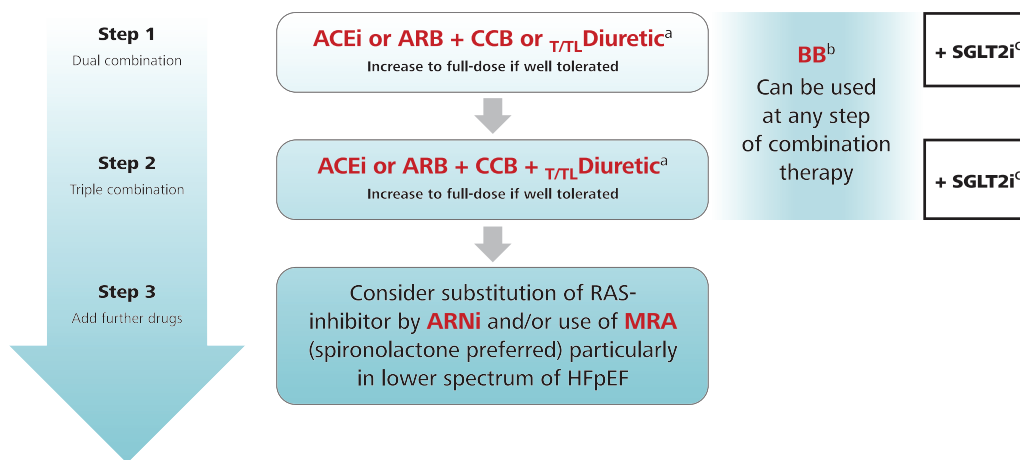 Step 1
Dual combination
ACEi or ARB + CCB or T/TLDiuretica
Increase to full-dose if well tolerated
BBb
Can be used
at any step
of combination
therapy
+ SGLT2ic
Step 2
Triple combination
ACEi or ARB + CCB + T/TLDiuretica
Increase to full-dose if well tolerated
+ SGLT2ic
Step 3
Add further drugs
Consider substitution of RAS-
inhibitor by ARNi and/or use of MRA
(spironolactone preferred) particularly
in lower spectrum of HFpEF